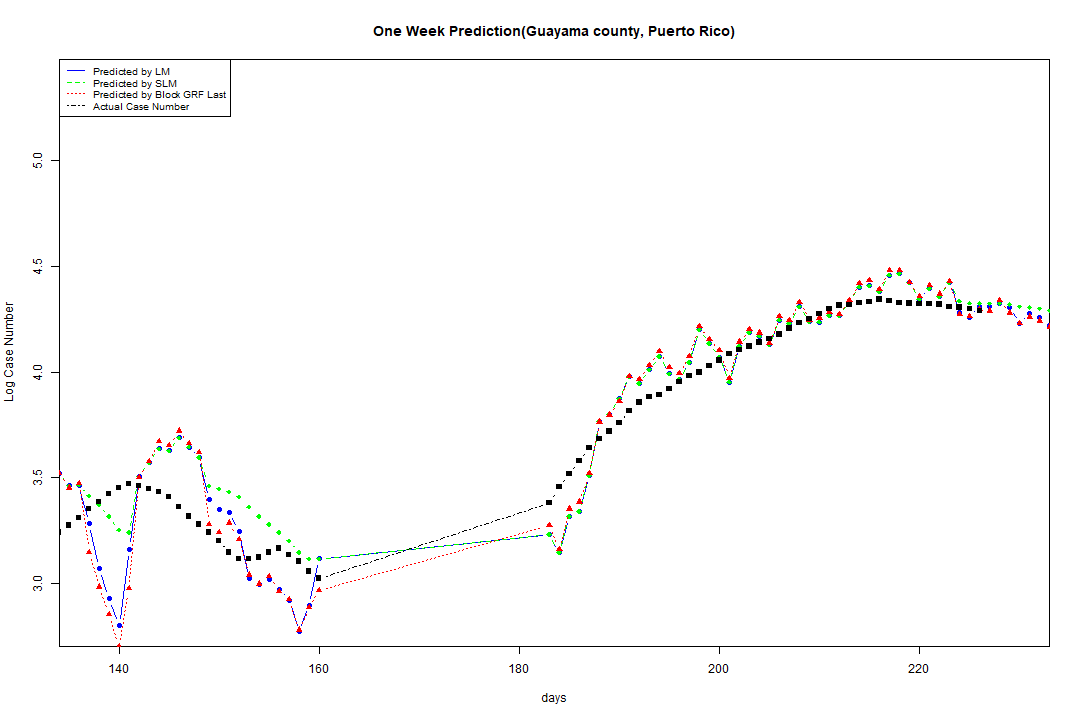 One Week Prediction(Guayama county, Puerto Rico)
Predicted by LM
Predicted by SLM
Predicted by Block GRF Last
Actual Case Number
5.0
4.5
4.0
3.5
3.0
Log Case Number
140 160 180 200 220
days